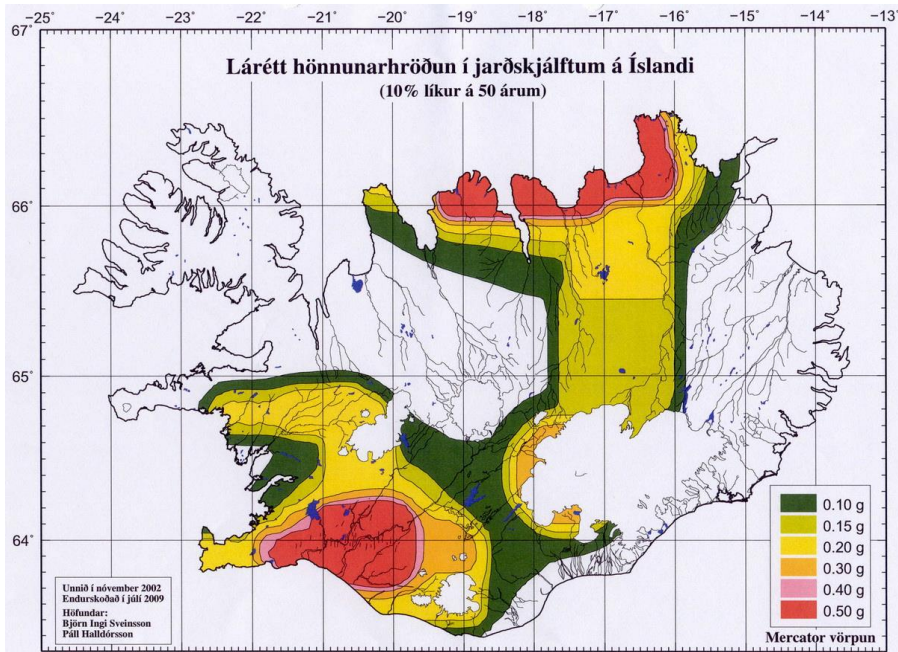 −25° −24° −23° −22° −21° −20° −19° −18° −17° −16° −15° −14° −13°
67°
Lárétt hönnunarhröðun í jarðskjálftum á Íslandi
(10% líkur á 50 árum)
66°
65°
64°
0.10 g
0.15 g
0.20 g
0.30 g
0.40 g
0.50 g
Unnið í nóvember 2002
Endurskoðað í júlí 2009
Höfundar:
Björn Ingi Sveinsson
Páll Halldórsson
Mercator vörpun